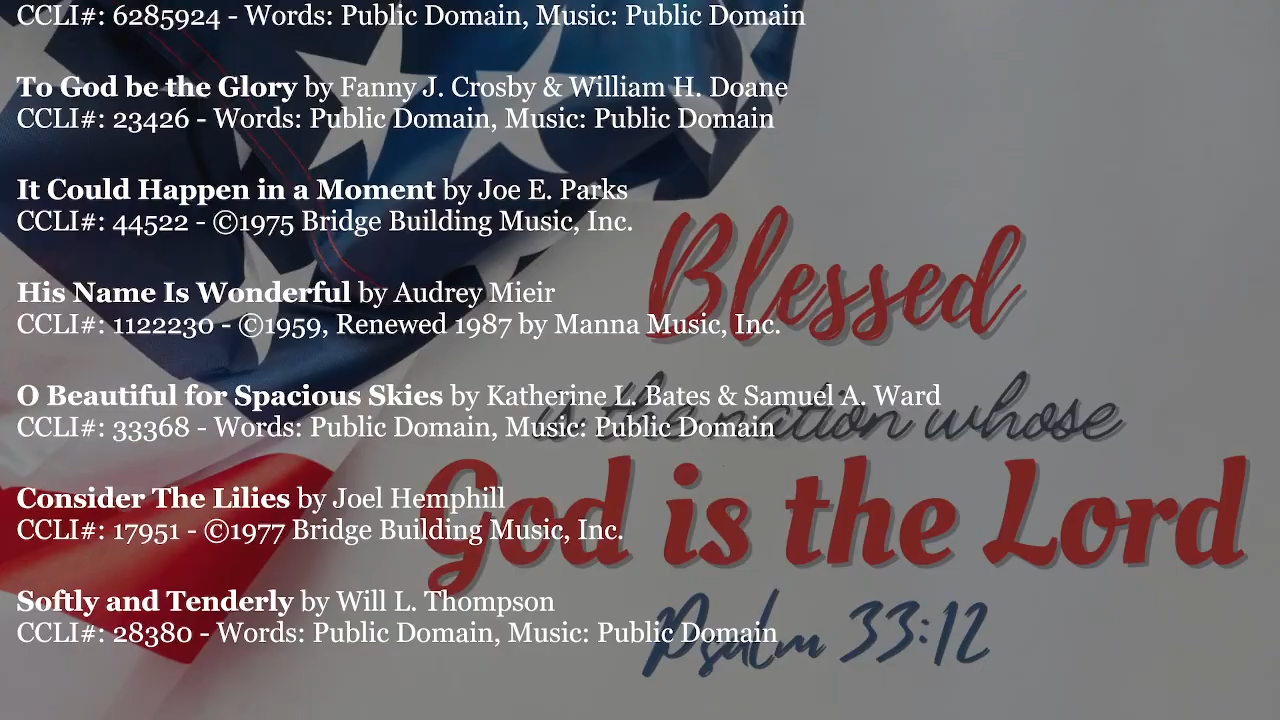 CCLI#: 6285924 - Words: Public Domain, Music: Public Domain
To God be the Glory by Fanny J. Crosby & William H. Doane
CCLI#: 23426 - Words: Public Domain, Music: Public Domain
It Could Happen in a Moment by Joe E. Parks
CCLI#: 44522 - ©1975 Bridge Building Music, Inc.
His Name Is Wonderful by Audrey Mieir
CCLI#: 1122230 - ©1959, Renewed 1987 by Manna Music, Inc.
O Beautiful for Spacious Skies by Katherine L. Bates & Samuel A. Ward
CCLI#: 33368 - Words: Public Domain, Music: Public Domain
Consider The Lilies by Joel Hemphill
CCLI#: 17951 - ©1977 Bridge Building Music, Inc.
Softly and Tenderly by Will L. Thompson
CCLI#: 28380 - Words: Public Domain, Music: Public Domain
Blessed
is the nation whose
God is the Lord
Psalm 33:12